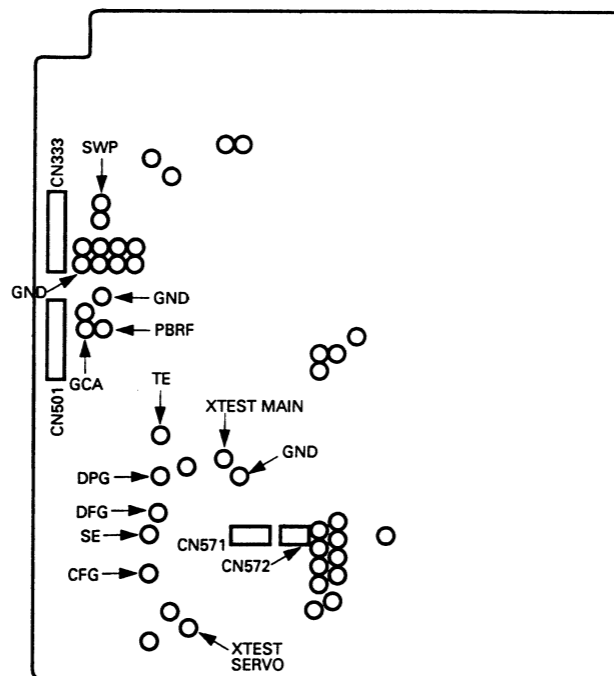 SWP
CN333
GND
GND
PBRF
GCA
CN501
TE
XTEST MAIN
GND
DPG
DFG
SE
CN571
CN572
CFG
XTEST
SERVO